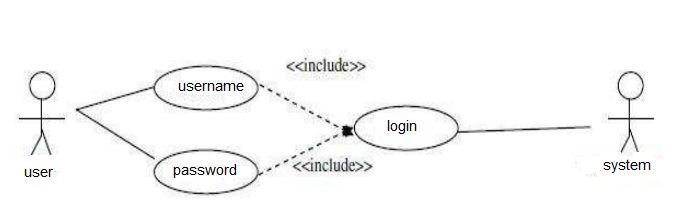 <<include>>
username
login
user
password
<<include>>
system